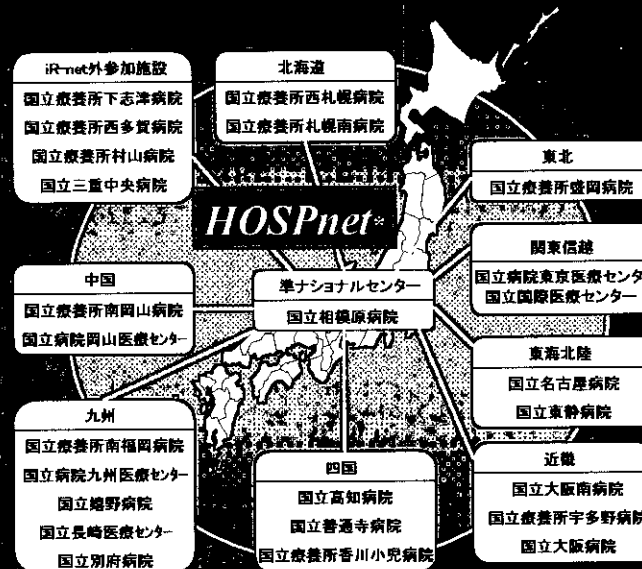 iR-net外参加施設
国立療養所下志津病院
国立療養所西多賀病院
国立療養所村山病院
国立三重中央病院
北海道
国立療養所西札幌病院
国立療養所札幌南病院
東北
国立療養所盛岡病院
HOSPnet*
関東信越
国立病院東京医療センタ
国立国際医療センター
中国
国立療養所南岡山病院
国立病院岡山医療センター
準ナショナルセンター
国立相模原病院
東海北陸
国立名古屋病院
国立東静病院
九州
国立療養所南福岡病院
国立病院九州医療センター
国立嬉野病院
国立長崎医療センター
国立別府病院
四国
国立高知病院
国立善通寺病院
国立療養所香川小児病院
近畿
国立大阪南病院
国立療養所宇多野病院
国立大阪病院